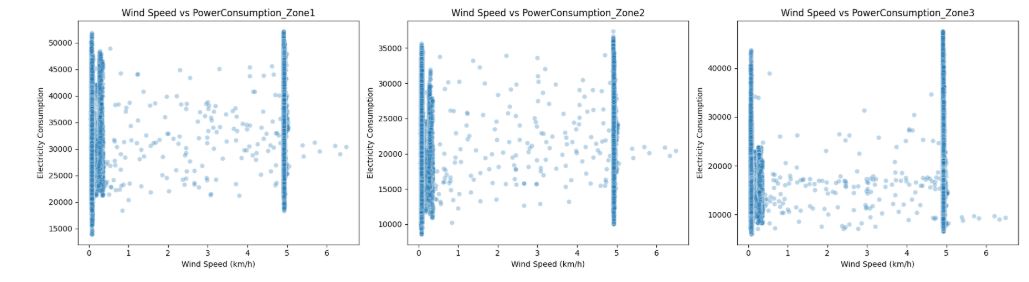 Wind Speed vs PowerConsumption_Zone1
Electricity Consumption
50000
45000
40000
35000
30000
25000
20000
15000
0 1 2 3 4 5 6
Wind Speed (km/h)
Wind Speed vs PowerConsumption_Zone2
Electricity Consumption
35000
30000
25000
20000
15000
10000
0 1 2 3 4 5 6
Wind Speed (km/h)
Wind Speed vs PowerConsumption_Zone3
Electricity Consumption
40000
30000
20000
10000
0 1 2 3 4 5 6
Wind Speed (km/h)